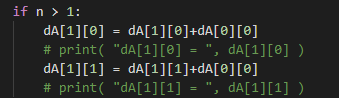 if n > 1:
    dA[1][0] = dA[1][0]+dA[0][0]
    # print( "dA[1][0] = ", dA[1][0] )
    dA[1][1] = dA[1][1]+dA[0][0]
    # print( "dA[1][1] = ", dA[1][1] )